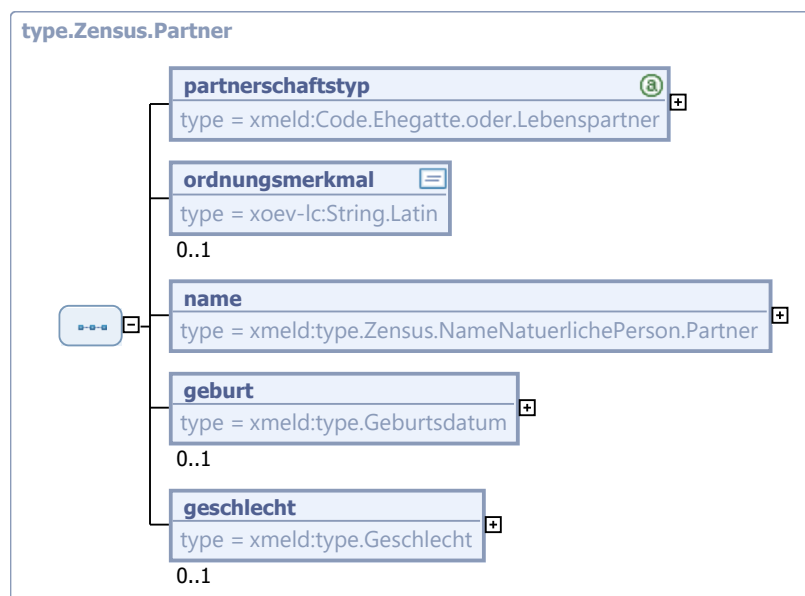 type.Zensus.Partner
partnerschaftstyp
type = xmeld:Code.Ehegatte.oder.Lebenspartner
ordnungsmerkmal
type = xoev-lc:String.Latin
0..1
name
type = xmeld:type.Zensus.NameNatuerlichePerson.Partner
geburt
type = xmeld:type.Geburtsdatum
0..1
geschlecht
type = xmeld:type.Geschlecht
0..1